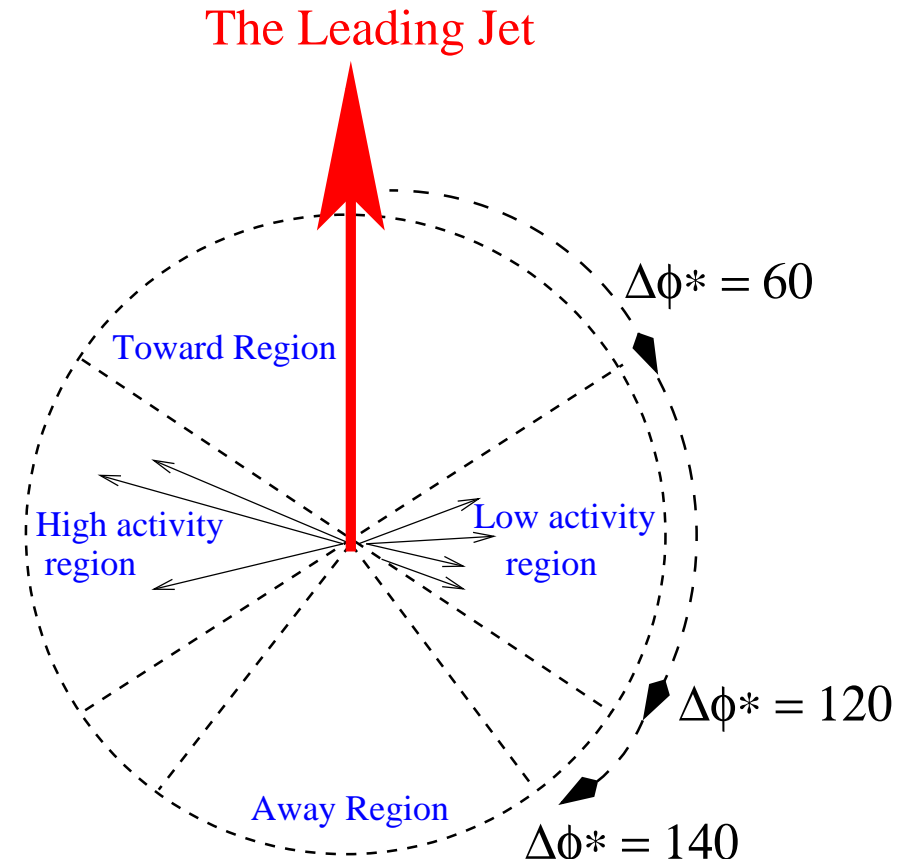 The Leading Jet
Δϕ* = 60
Toward Region
High activity
region
Low activity
region
Δϕ* = 120
Away Region
Δϕ* = 140